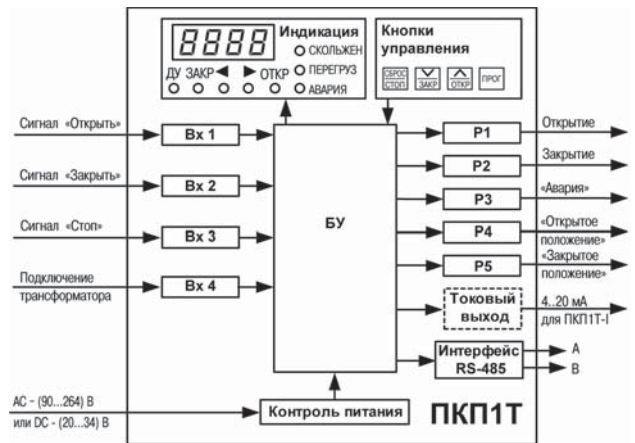 Индикация
8888
СКОЛЬЖЕН
ПЕРЕГРУЗ
АВАРИЯ
ДУ ЗАКР ◄ ► ОТКР
Кнопки
управления
СБРОС
СТОП
ЗАКР
ОТКР
ПРОГ
Сигнал «Открыть»
Вх 1
Сигнал «Закрыть»
Вх 2
Сигнал «Стоп»
Вх 3
Подключение
трансформатора
Вх 4
БУ
Р1
Открытие
Р2
Закрытие
Р3
«Авария»
Р4
«Открытое
положение»
Р5
«Закрытое
положение»
Токовый
выход
4..20 мА
для ПКП1Т-I
Интерфейс
RS-485
А
В
AC – (90...264) В
или DC - (20...34) В
Контроль питания
ПКП1Т